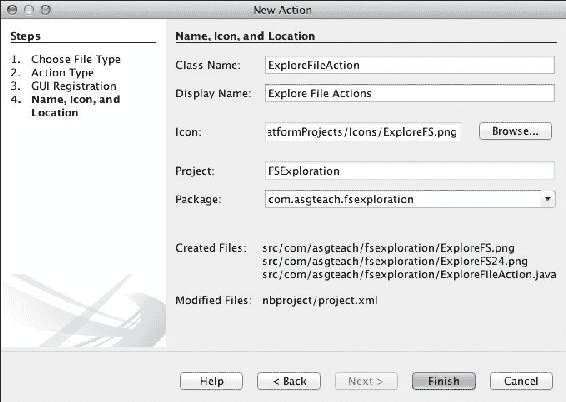 New Action
Steps
1. Choose File Type
2. Action Type
3. GUI Registration
4. Name, Icon, and
Location
Name, Icon, and Location
Class Name: ExploreFileAction
Display Name: Explore File Actions
Icon: atformProjects/Icons/ExploreFS.png Browse...
Project: FSExploration
Package: com.asgteach.fsexploration
Created Files: src/com/asgteach/fsexploration/ExploreFS.png
src/com/asgteach/fsexploration/ExploreFS24.png
src/com/asgteach/fsexploration/ExploreFileAction.java
Modified Files: nbproject/project.xml
Help < Back Next > Finish Cancel